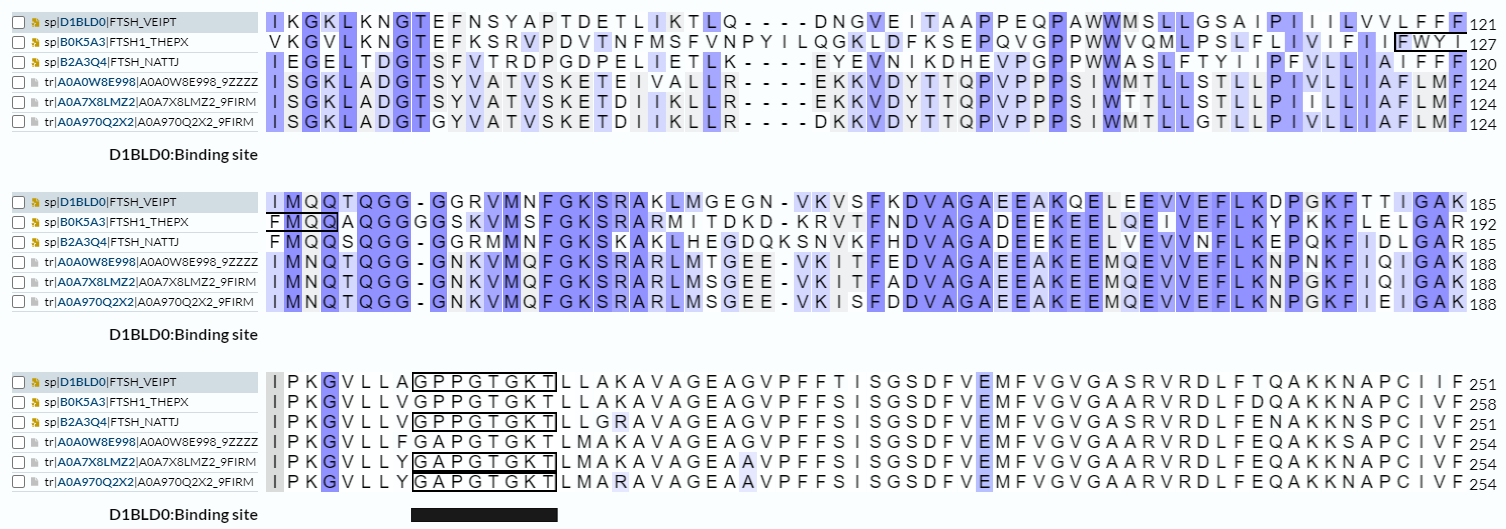 sp|D1BLD0|FTSH_VEIPT IKGKLKNGTEFNSYAPTDETLIKTLQ----DNGVEITAAPPEQPAWWMSLLGSAIPIIILVVLFFF 121
sp|B0K5A3|FTSH1_THEPX VKGVLKNGTEFKSRVPDVTNFMSFVNPYILQGKLDFKSEPQVGPPWWVQMLPSLFLIVIFIIFWYI 127
sp|B2A3Q4|FTSH_NATTJ IEGELTDGTSFVTRDPGDPELIETLK----EYEVNIKDHEVPGPPWWASLFTYIIPFVLLIAIFFF 120
tr|A0A0W8E998|A0A0W8E998_9ZZZZ ISGKLADGTSYVATVSKETEIVALLR----EKKVDYTTQPVPPPSIWMTLLSTLLPIVLLIAFLMF 124
tr|A0A7X8LMZ2|A0A7X8LMZ2_9FIRM ISGKLADGTSYVATVSKETDIIKLLR----EKKVDYTTQPVPPPSIWTTLLSTLLPIILLIAFLMF 124
tr|A0A970Q2X2|A0A970Q2X2_9FIRM ISGKLADGTGYVATVSKETDIIKLLR----DKKVDYTTQPVPPPSIWMTLLGTLLPIVLLIAFLMF 124
D1BLD0:Binding site
sp|D1BLD0|FTSH_VEIPT IMQQTQGG-GGRVMNFGKSRAKLMGEGN-VKVSFKDVAGAEEAKQELEEVVEFLKDPGKFTTIGAK 185
sp|B0K5A3|FTSH1_THEPX FMQQAQGGGGSKVMSFGKSRARMITDKD-KRVTFNDVAGADEEKEELQEIVEFLKYPKKFLELGAR 192
sp|B2A3Q4|FTSH_NATTJ FMQQSQGG-GGRMMNFGKSKAKLHEGDQKSNVKFHDVAGADEEKEELVEVVNFLKEPQKFIDLGAR 185
tr|A0A0W8E998|A0A0W8E998_9ZZZZ IMNQTQGG-GNKVMQFGKSRARLMTGEE-VKITFEDVAGAEEAKEEMQEVVEFLKNPNKFIQIGAK 188
tr|A0A7X8LMZ2|A0A7X8LMZ2_9FIRM IMNQTQGG-GNKVMQFGKSRARLMSGEE-VKITFADVAGAEEAKEEMQEVVEFLKNPGKFIQIGAK 188
tr|A0A970Q2X2|A0A970Q2X2_9FIRM IMNQTQGG-GNKVMQFGKSRARLMSGEE-VKISFDDVAGAEEAKEEMQEVVEFLKNPGKFIEIGAK 188
D1BLD0:Binding site
sp|D1BLD0|FTSH_VEIPT IPKGVLLAGPPGTGKTLLAKAVAGEAGVPFFTISGSDFVEMFVGVGASRVRDLFTQAKKNAPCIIF 251
sp|B0K5A3|FTSH1_THEPX IPKGVLLVGPPGTGKTLLAKAVAGEAGVPFFSISGSDFVEMFVGVGASRVRDLFDQAKKNAPCIVF 258
sp|B2A3Q4|FTSH_NATTJ IPKGVLLVGPPGTGKTLLGRAVAGEAGVPFFSISGSDFVEMFVGVGASRVRDLFENAKKNSPCIVF 251
tr|A0A0W8E998|A0A0W8E998_9ZZZZ IPKGVLLFGAPGTGKTLMAKAVAGEAGVPFFSISGSDFVEMFVGVGAARVRDLFEQAKKSAPCIVF 254
tr|A0A7X8LMZ2|A0A7X8LMZ2_9FIRM IPKGVLLYGAPGTGKTLMAKAVAGEAAVPFFSISGSDFVEMFVGVGAARVRDLFEQAKKNAPCIVF 254
tr|A0A970Q2X2|A0A970Q2X2_9FIRM IPKGVLLYGAPGTGKTLMARAVAGEAAVPFFSISGSDFVEMFVGVGAARVRDLFEQAKKNAPCIVF 254
D1BLD0:Binding site